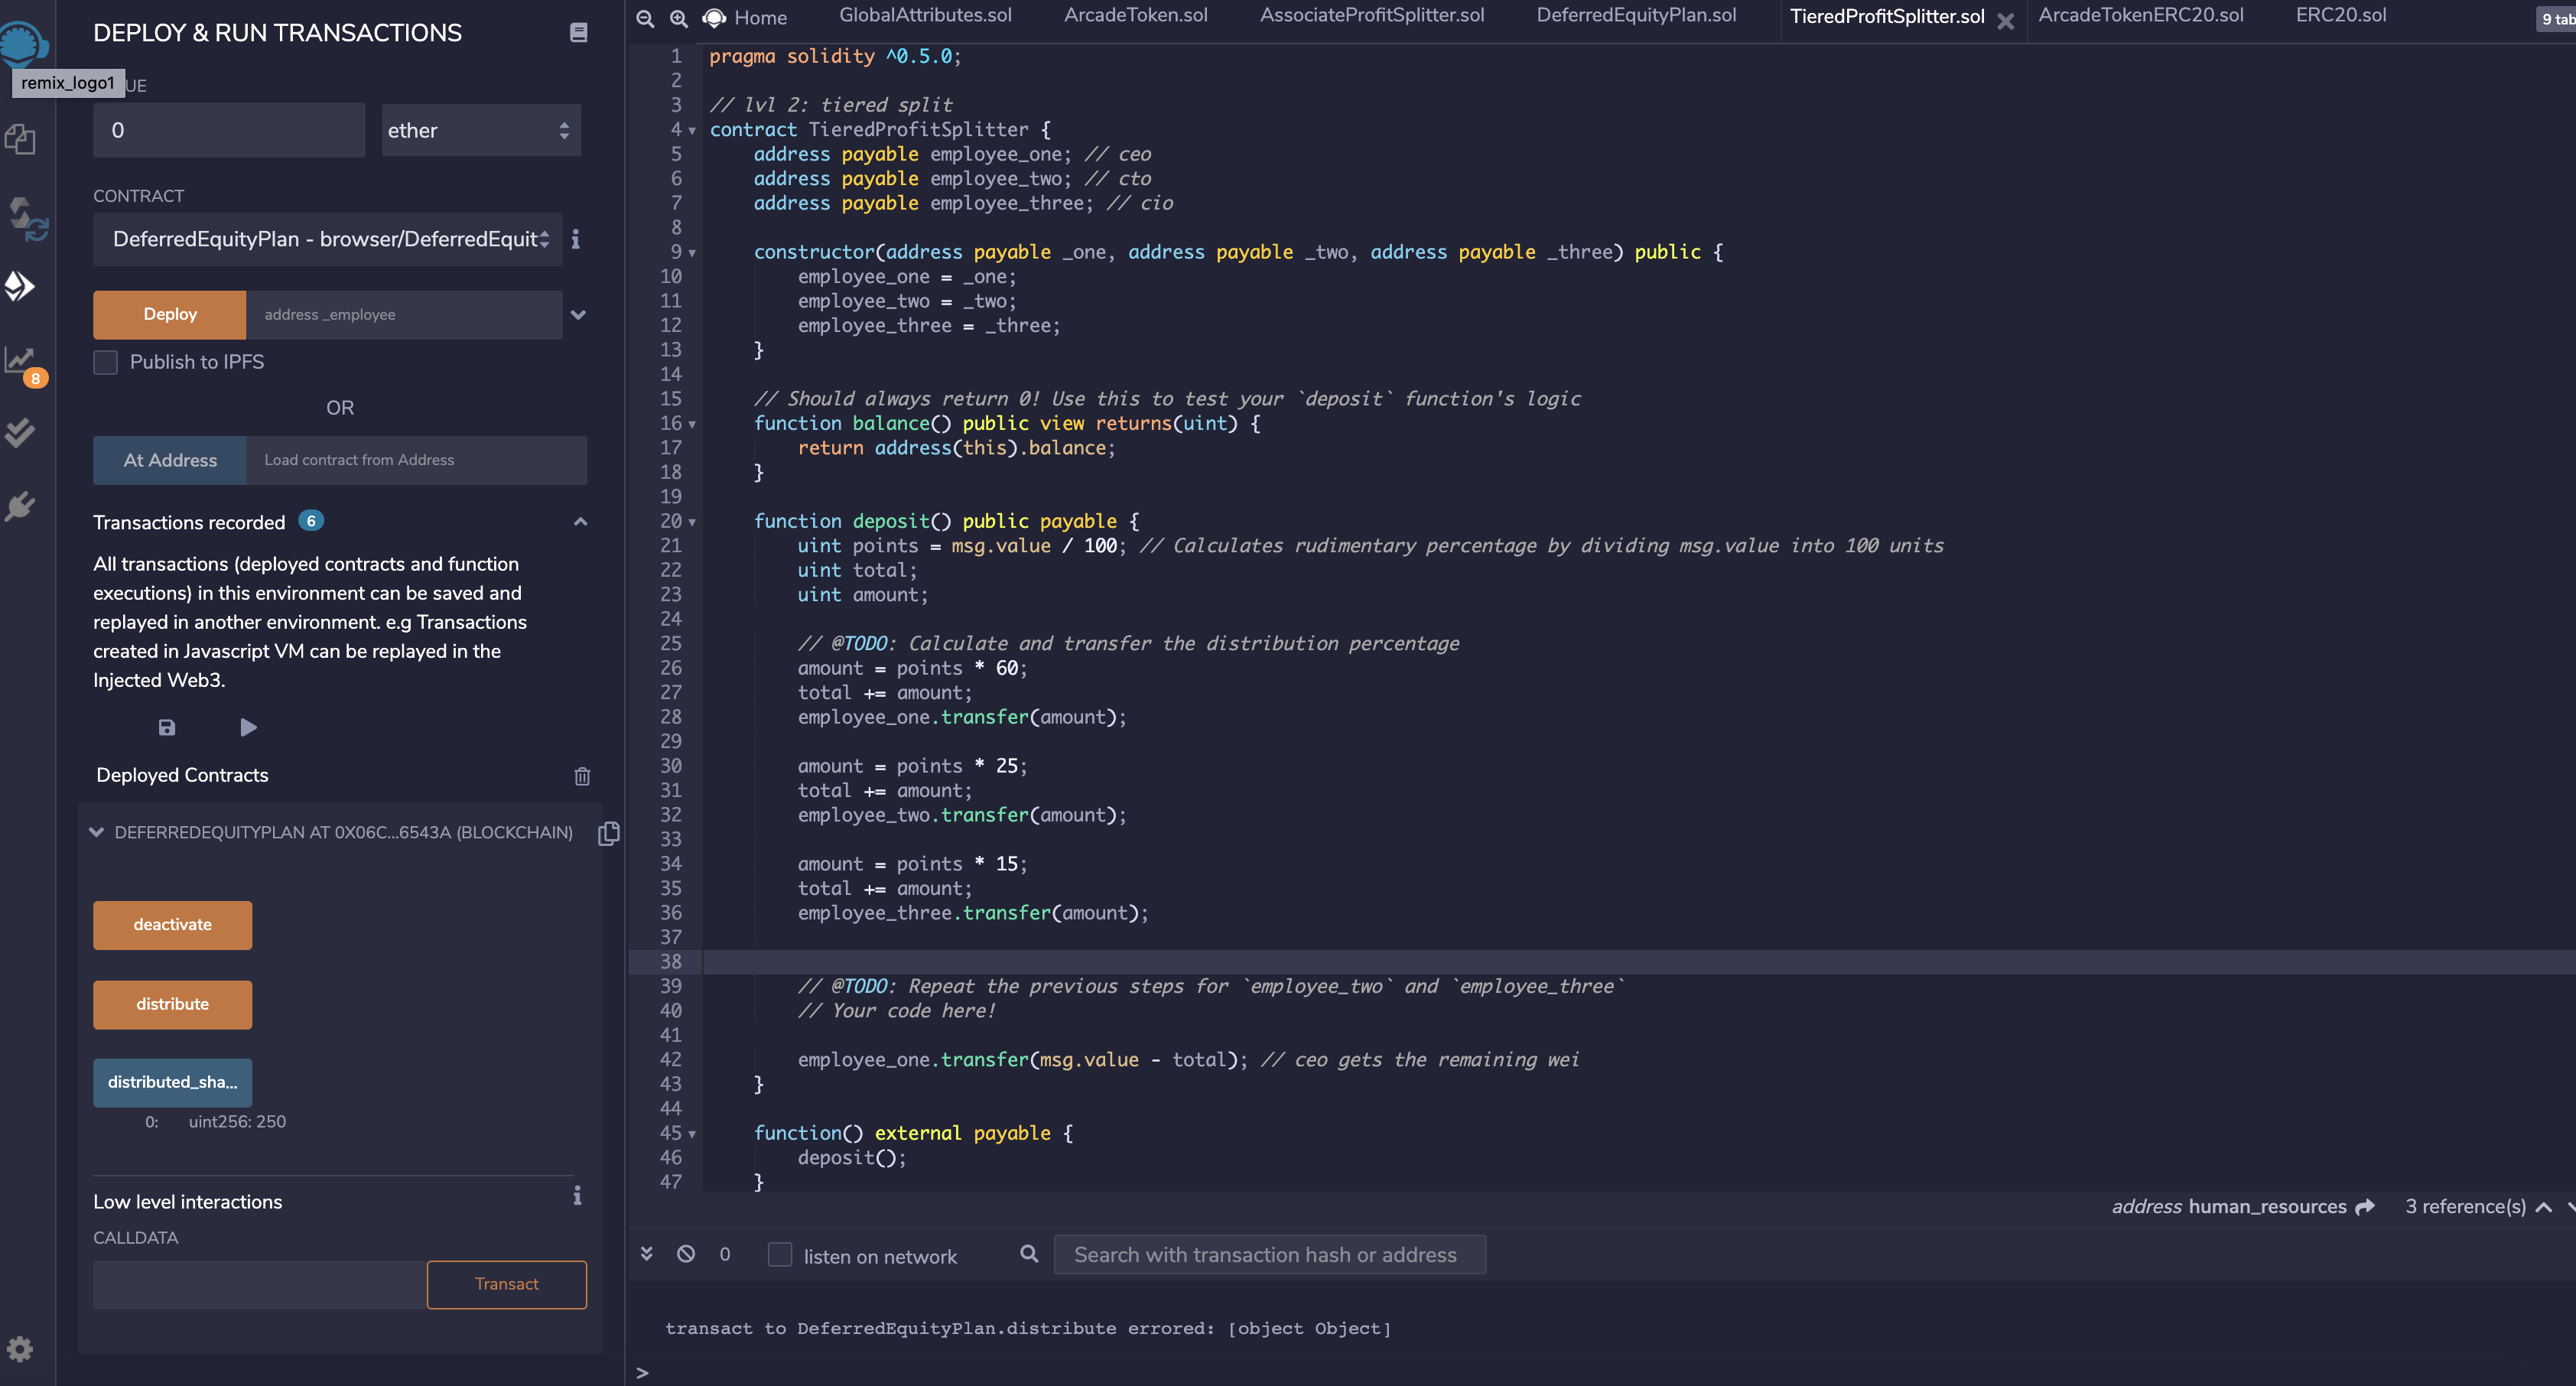 DEPLOY & RUN TRANSACTIONS
remix_logo1
UE
0
ether
CONTRACT
DeferredEquityPlan - browser/DeferredEquit
Deploy
address _employee
Publish to IPFS
OR
At Address
Load contract from Address
8
Transactions recorded 6
All transactions (deployed contracts and function
executions) in this environment can be saved and
replayed in another environment. e.g Transactions
created in Javascript VM can be replayed in the
Injected Web3.
Deployed Contracts
DEFERREDEQUITYPLAN AT 0X06C...6543A (BLOCKCHAIN)
deactivate
distribute
distributed_sha...
0: uint256: 250
Low level interactions
CALLDATA
Transact
Home GlobalAttributes.sol ArcadeToken.sol AssociateProfitSplitter.sol DeferredEquityPlan.sol TieredProfitSplitter.sol ArcadeTokenERC20.sol ERC20.sol 9 tab
1 pragma solidity ^0.5.0;
2
3 // lvl 2: tiered split
4 contract TieredProfitSplitter {
5 address payable employee_one; // ceo
6 address payable employee_two; // cto
7 address payable employee_three; // cio
8
9 constructor(address payable _one, address payable _two, address payable _three) public {
10 employee_one = _one;
11 employee_two = _two;
12 employee_three = _three;
13 }
14
15 // Should always return 0! Use this to test your `deposit` function's logic
16 function balance() public view returns(uint) {
17 return address(this).balance;
18 }
19
20 function deposit() public payable {
21 uint points = msg.value / 100; // Calculates rudimentary percentage by dividing msg.value into 100 units
22 uint total;
23 uint amount;
24
25 // @TODO: Calculate and transfer the distribution percentage
26 amount = points * 60;
27 total += amount;
28 employee_one.transfer(amount);
29
30 amount = points * 25;
31 total += amount;
32 employee_two.transfer(amount);
33
34 amount = points * 15;
35 total += amount;
36 employee_three.transfer(amount);
37
38
39 // @TODO: Repeat the previous steps for `employee_two` and `employee_three`
40 // Your code here!
41
42 employee_one.transfer(msg.value - total); // ceo gets the remaining wei
43 }
44
45 function() external payable {
46 deposit();
47 }
address human_resources 3 reference(s)
0 listen on network Search with transaction hash or address
transact to DeferredEquityPlan.distribute errored: [object Object]
>